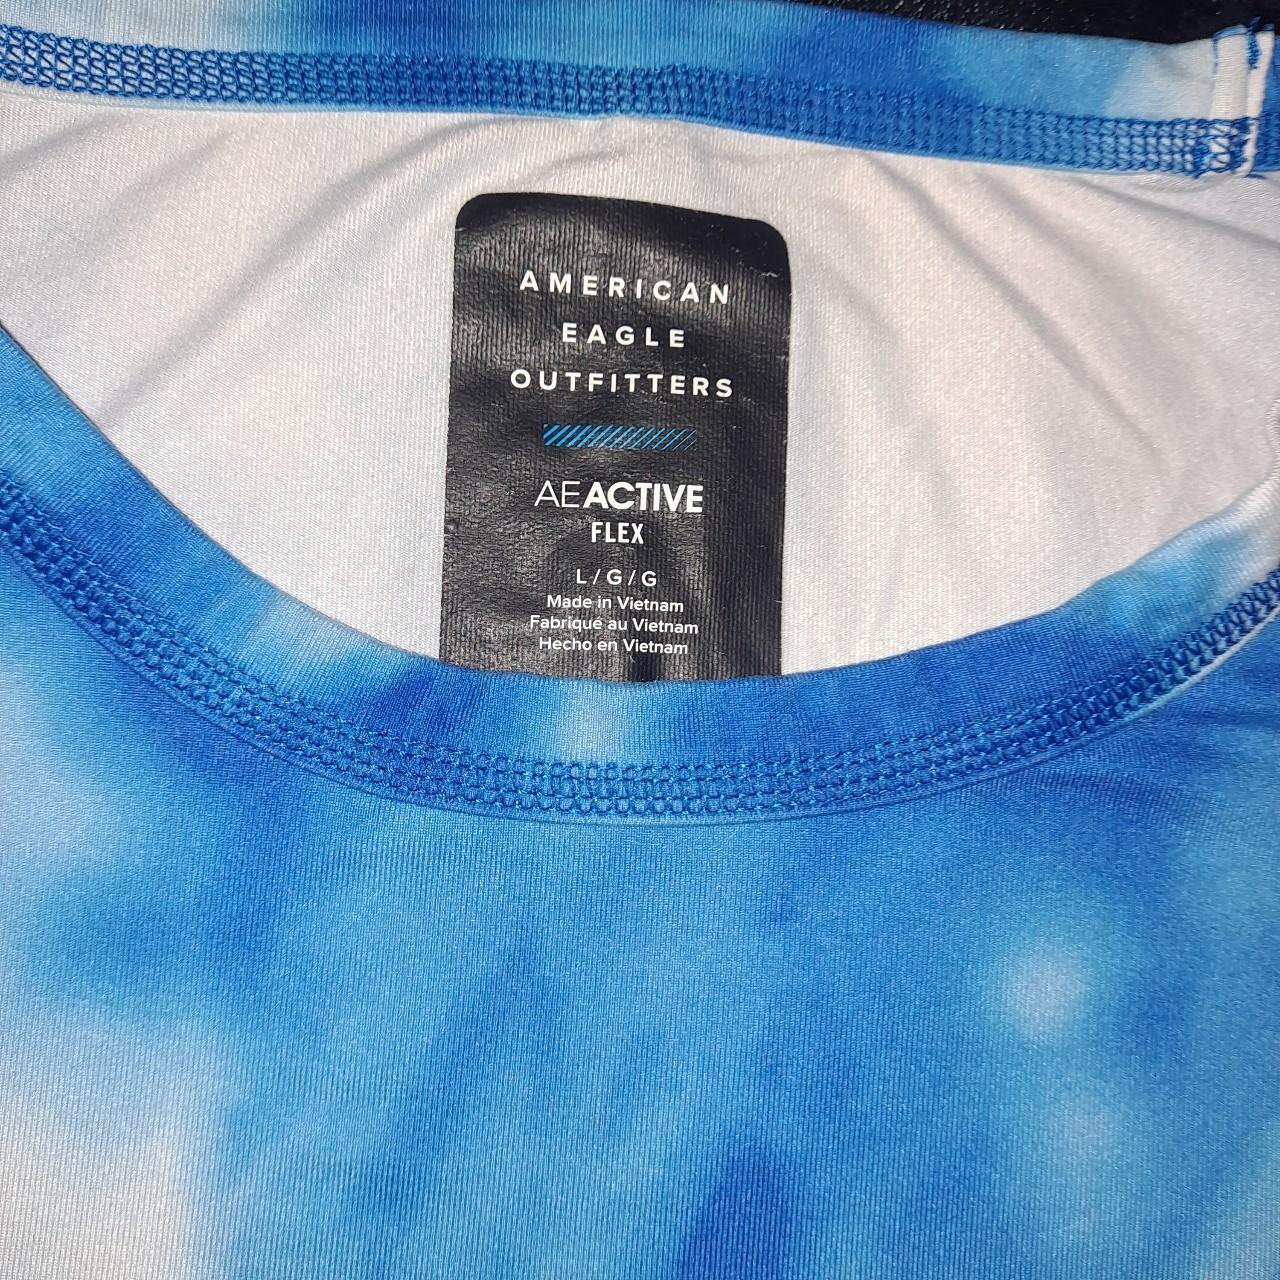 AMERICAN
EAGLE
OUTFITTERS
AEACTIVE
FLEX
L / G / G
Made in Vietnam
Fabriqué au Vietnam
Hecho en Vietnam